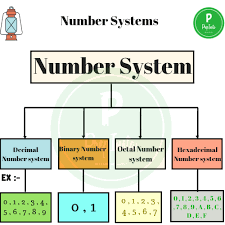 Number Systems
P
Number System
Decimal
Number system
Binary Number
system
Octal Number
system
Hexadecimal
Number system
EX :-
0,1,2,3,4,
5,6,7,8,9
0,1
0,1,2,3,
4,5,6,7
0,1,2,3,4,5,6
,7,8,9,A,B,C,
D,E,F